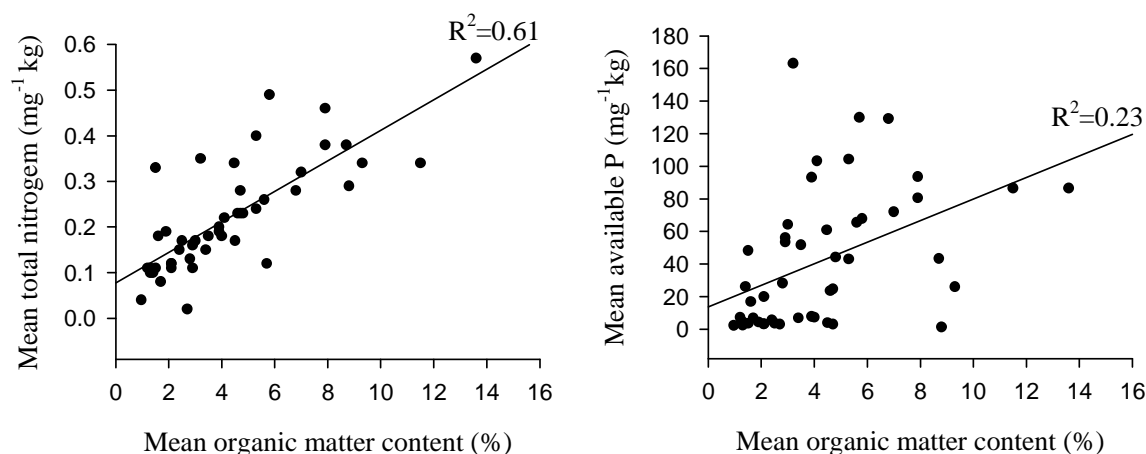 R²=0.61
Mean total nitrogem (mg⁻¹ kg)
0.6
0.5
0.4
0.3
0.2
0.1
0.0
0 2 4 6 8 10 12 14 16
Mean organic matter content (%)
R²=0.23
Mean available P (mg⁻¹kg)
180
160
140
120
100
80
60
40
20
0
0 2 4 6 8 10 12 14 16
Mean organic matter content (%)